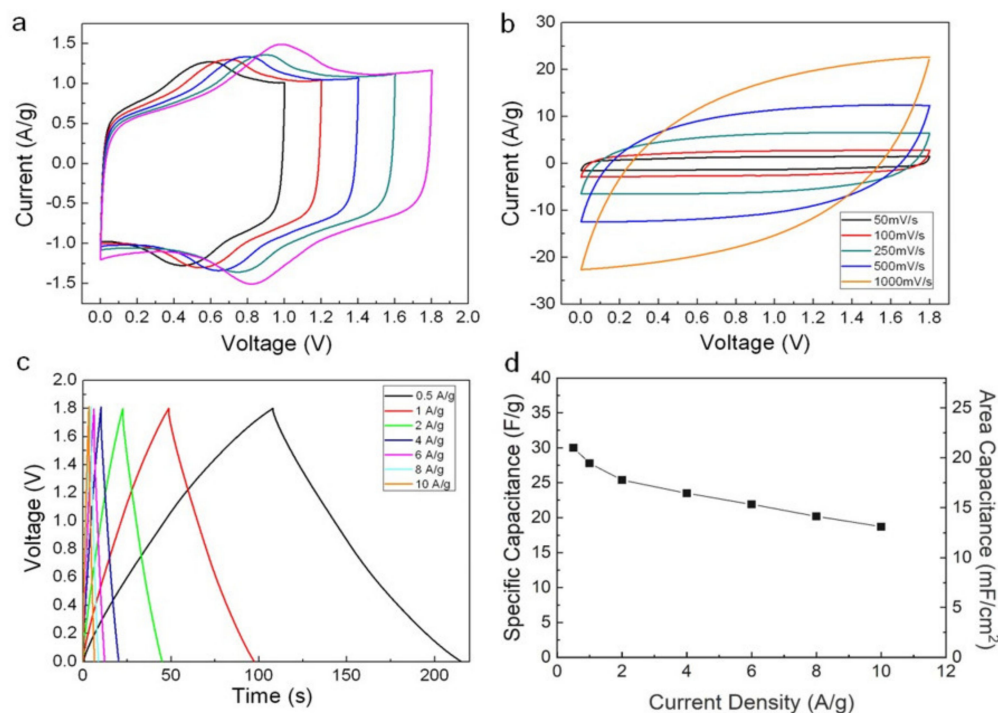 a
1.5
1.0
0.5
0.0
-0.5
-1.0
-1.5
Current (A/g)
0.0 0.2 0.4 0.6 0.8 1.0 1.2 1.4 1.6 1.8 2.0
Voltage (V)
b
30
20
10
0
-10
-20
-30
Current (A/g)
50mV/s
100mV/s
250mV/s
500mV/s
1000mV/s
0.0 0.2 0.4 0.6 0.8 1.0 1.2 1.4 1.6 1.8
Voltage (V)
c
2.0
1.8
1.6
1.4
1.2
1.0
0.8
0.6
0.4
0.2
0.0
Voltage (V)
0.5 A/g
1 A/g
2 A/g
4 A/g
6 A/g
8 A/g
10 A/g
0 50 100 150 200
Time (s)
d
40
35
30
25
20
15
10
5
0
Specific Capacitance (F/g)
25
20
15
10
5
0
Area Capacitance (mF/cm²)
0 2 4 6 8 10 12
Current Density (A/g)